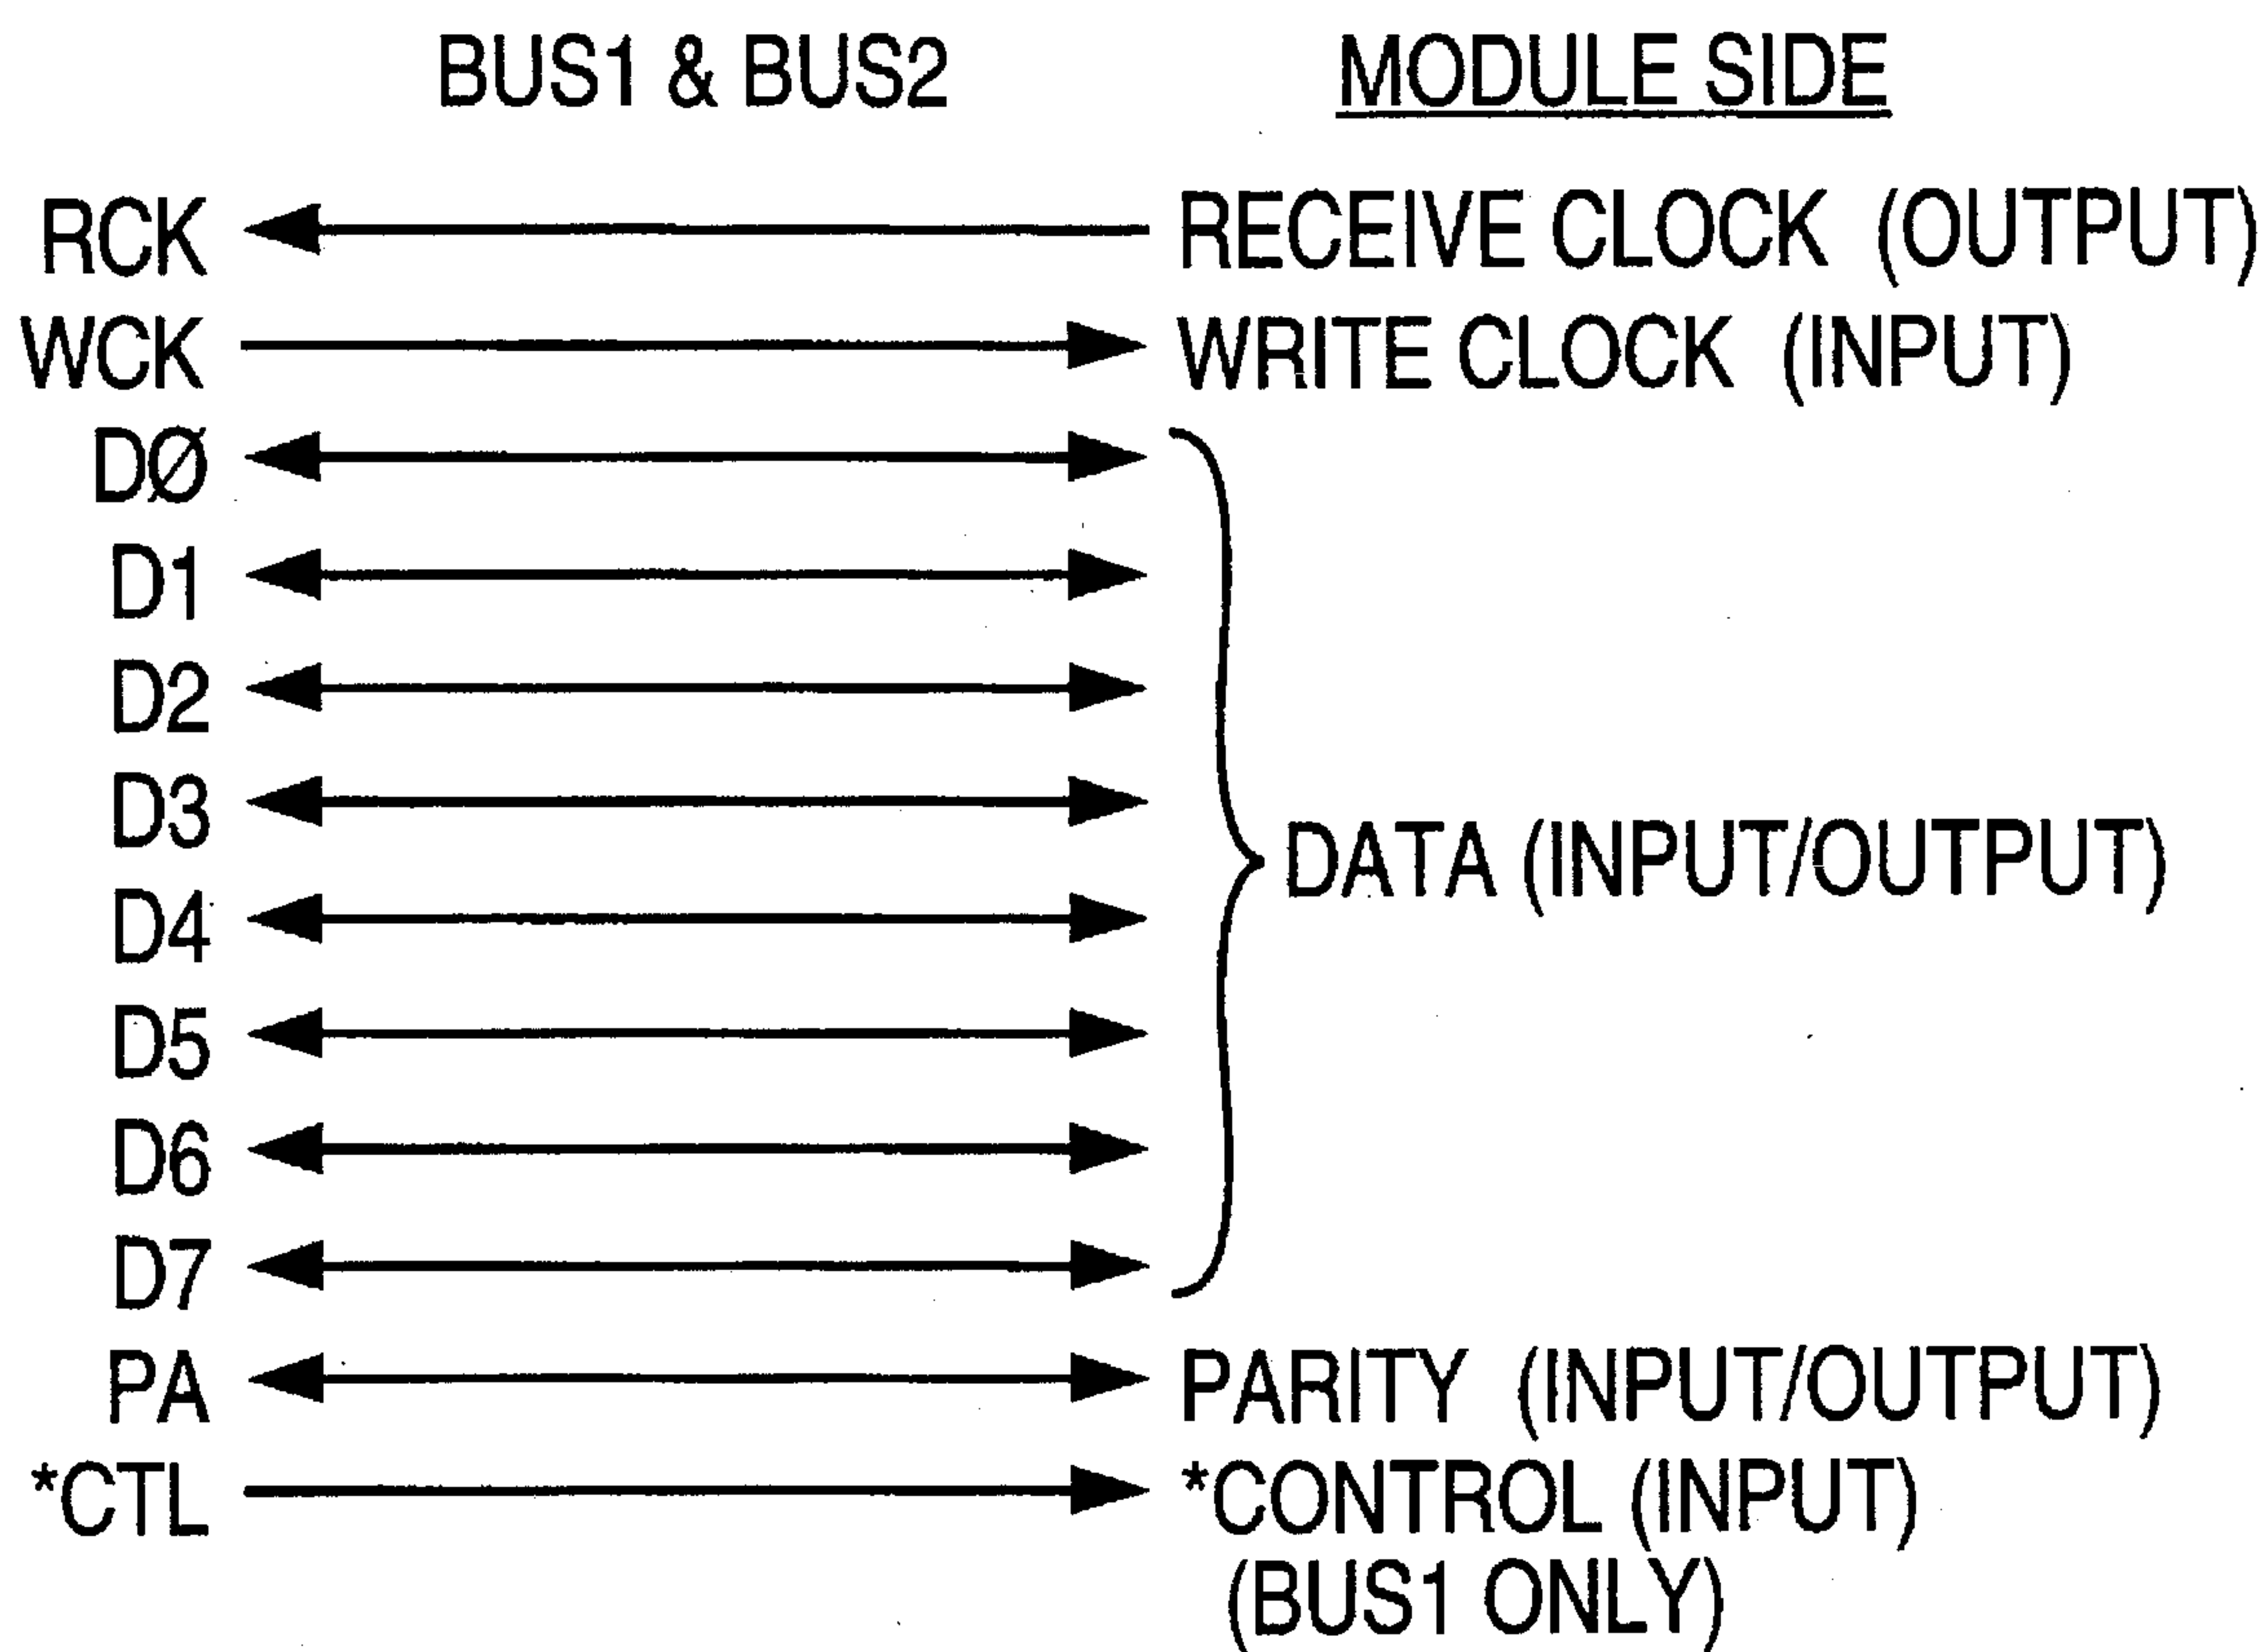 BUS1 & BUS2 MODULE SIDE
RCK RECEIVE CLOCK (OUTPUT)
WCK WRITE CLOCK (INPUT)
DØ
D1
D2
D3
DATA (INPUT/OUTPUT)
D4
D5
D6
D7
PA PARITY (INPUT/OUTPUT)
*CTL *CONTROL (INPUT)
(BUS1 ONLY)